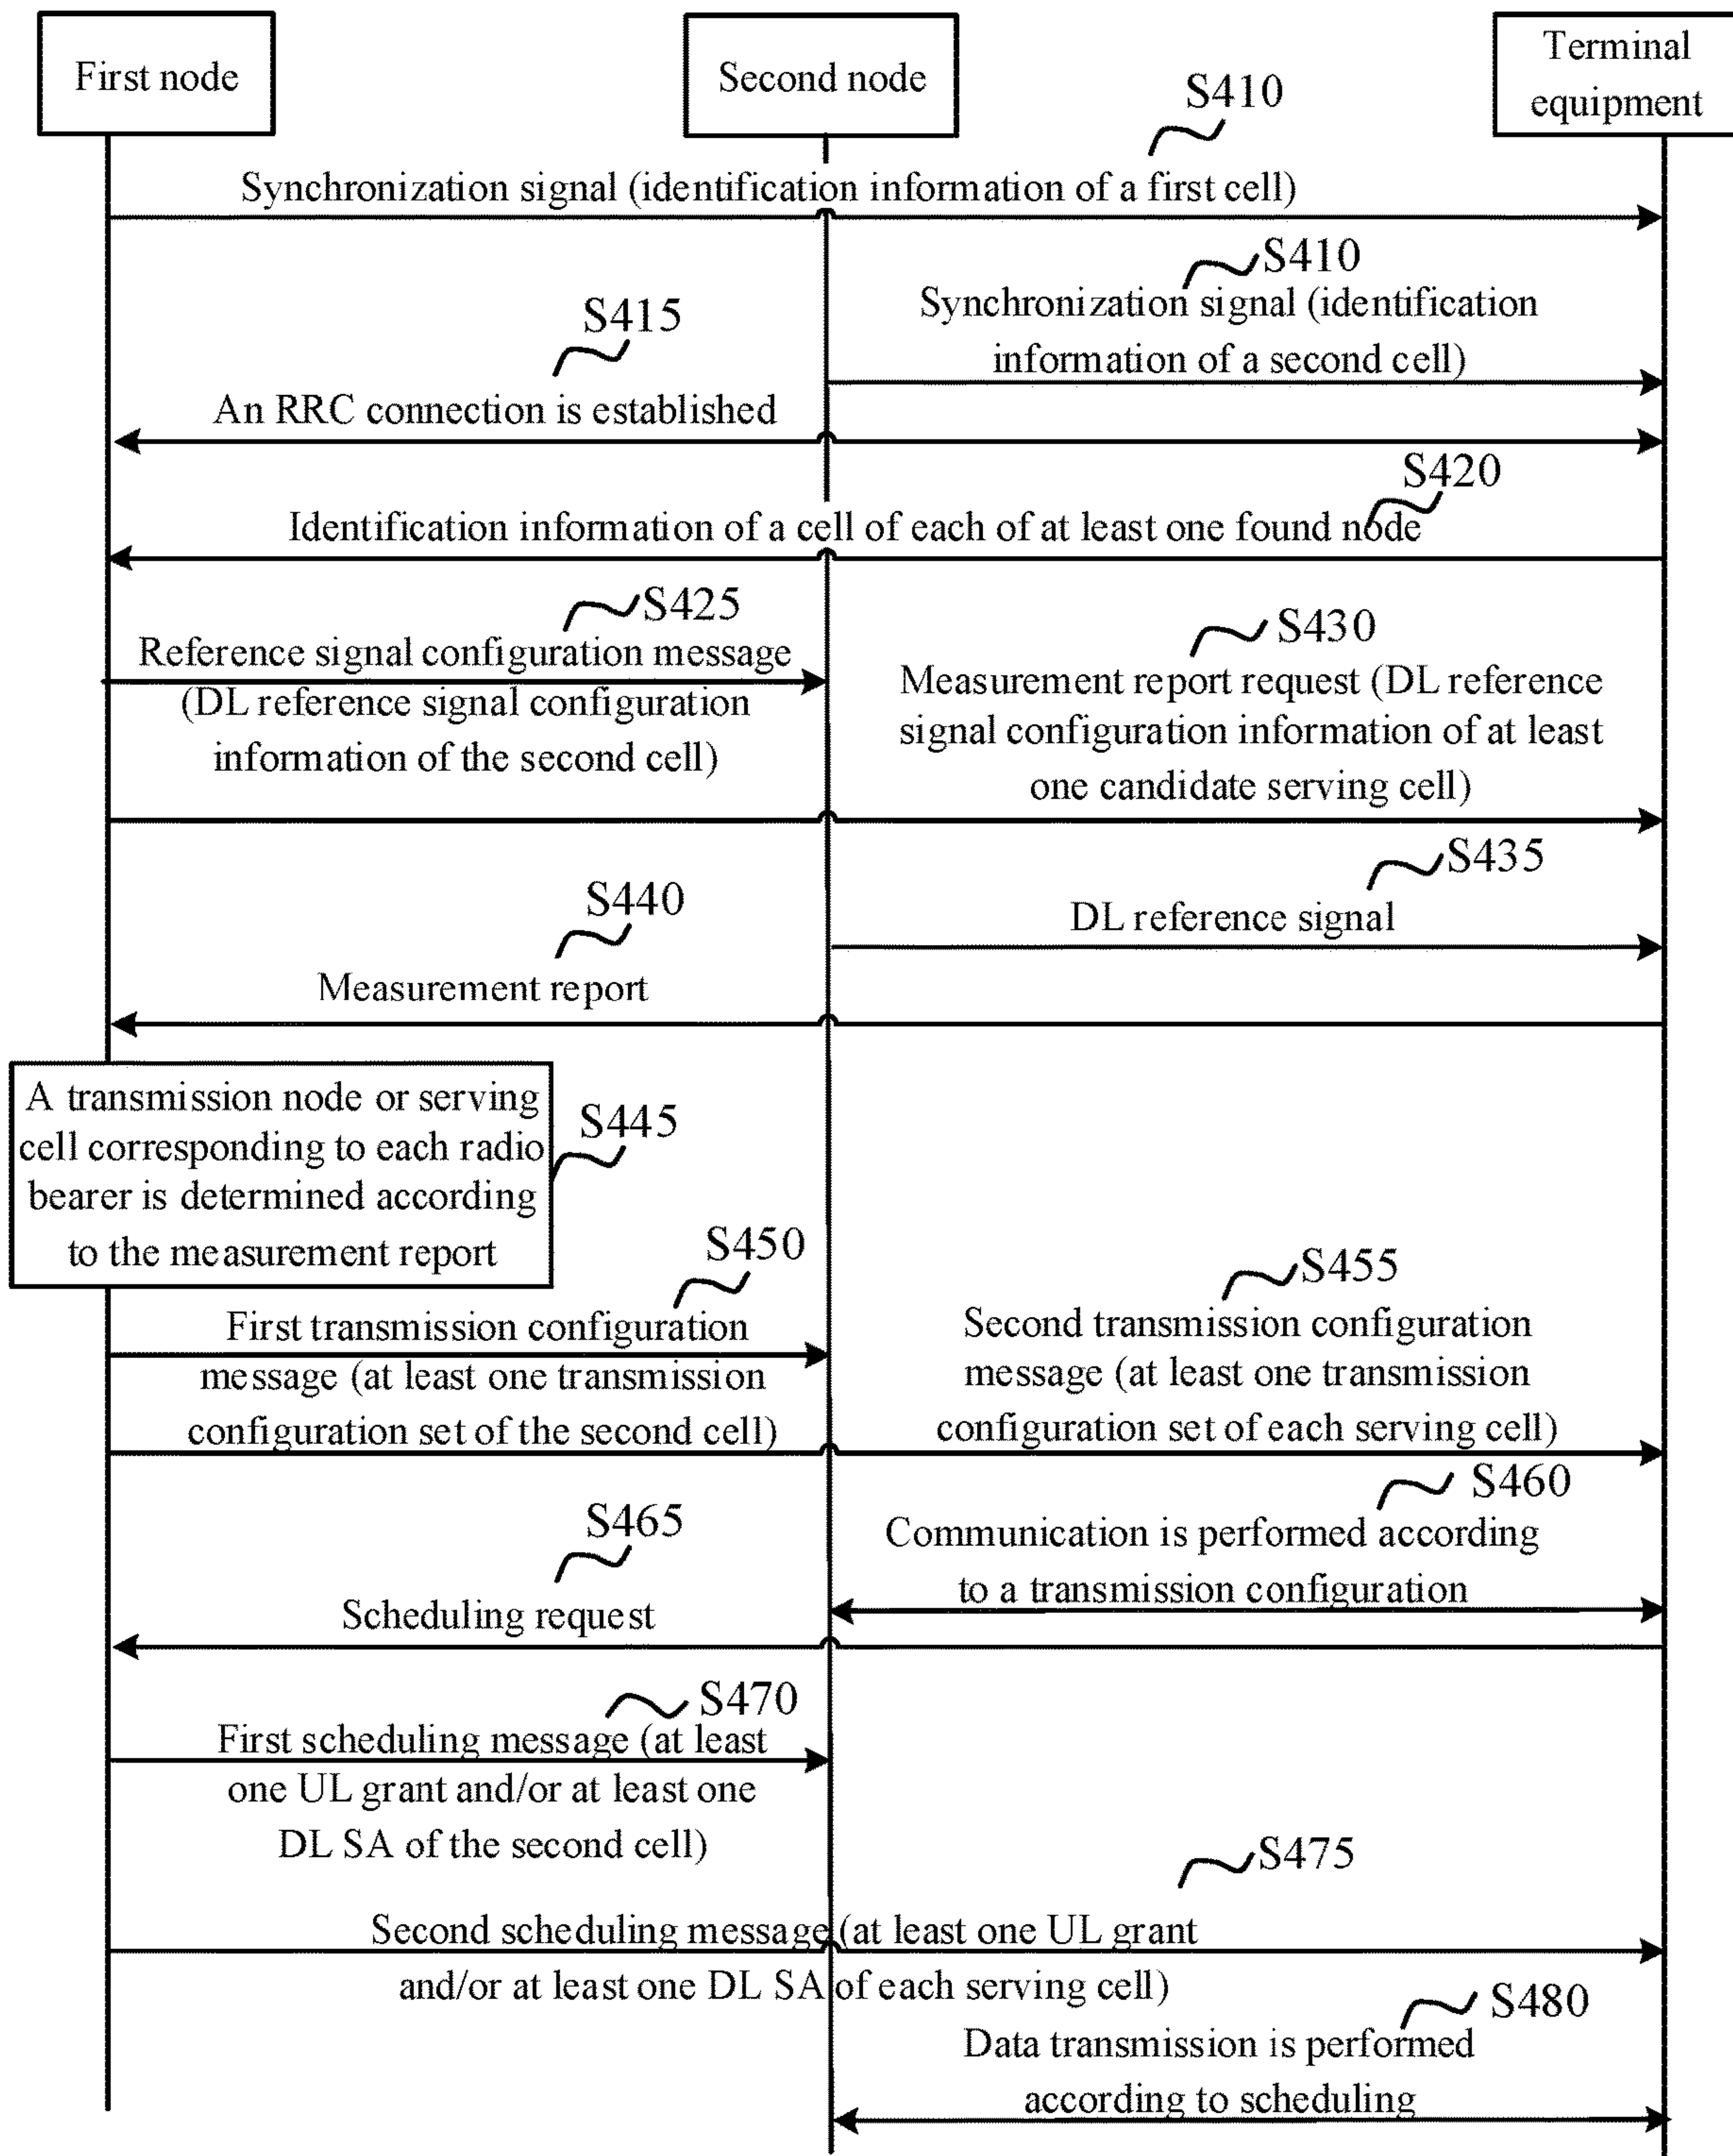 First node
Second node
Terminal
equipment
S410
Synchronization signal (identification information of a first cell)
S410
Synchronization signal (identification
information of a second cell)
S415
An RRC connection is established
S420
Identification information of a cell of each of at least one found node
S425
Reference signal configuration message
(DL reference signal configuration
information of the second cell)
S430
Measurement report request (DL reference
signal configuration information of at least
one candidate serving cell)
S435
DL reference signal
S440
Measurement report
A transmission node or serving
cell corresponding to each radio
bearer is determined according
to the measurement report
S445
S450
First transmission configuration
message (at least one transmission
configuration set of the second cell)
S455
Second transmission configuration
message (at least one transmission
configuration set of each serving cell)
S460
Communication is performed according
to a transmission configuration
S465
Scheduling request
S470
First scheduling message (at least
one UL grant and/or at least one
DL SA of the second cell)
S475
Second scheduling message (at least one UL grant
and/or at least one DL SA of each serving cell)
S480
Data transmission is performed
according to scheduling